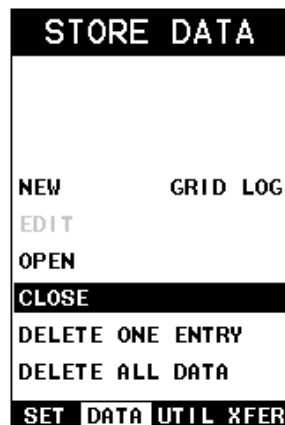 STORE DATA
NEW GRID LOG
EDIT
OPEN
CLOSE
DELETE ONE ENTRY
DELETE ALL DATA
SET DATA UTIL XFER